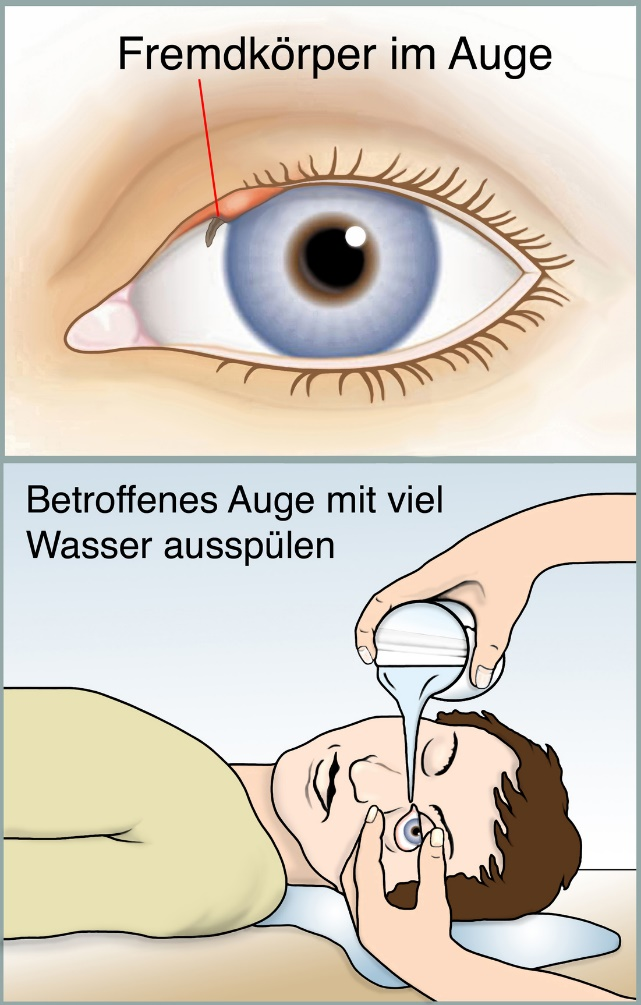 Fremdkörper im Auge
Betroffenes Auge mit viel
Wasser ausspülen